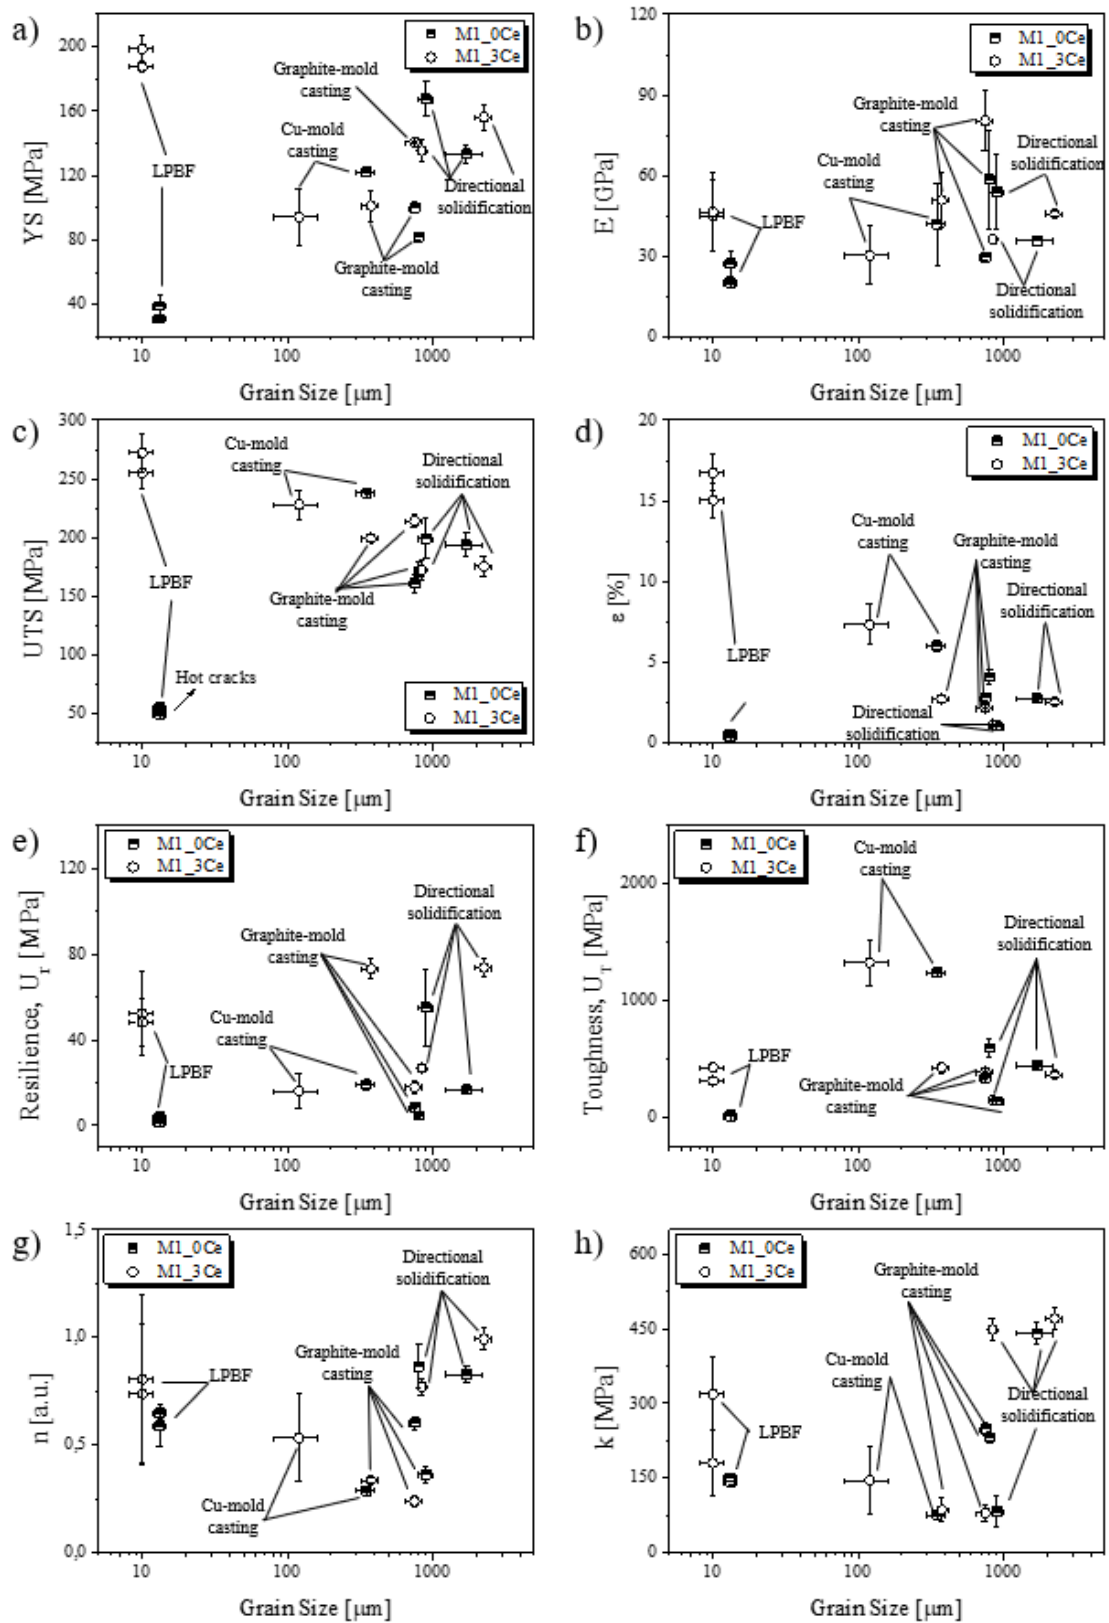 a)
YS [MPa]
200
160
120
80
40
M1_0Ce
M1_3Ce
Graphite-mold
casting
Cu-mold
casting
LPBF
Directional
solidification
Graphite-mold
casting
10
100
1000
Grain Size [μm]
b)
E [GPa]
120
90
60
30
0
M1_0Ce
M1_3Ce
Graphite-mold
casting
Cu-mold
casting
Directional
solidification
LPBF
Directional
solidification
10
100
1000
Grain Size [μm]
c)
UTS [MPa]
300
250
200
150
100
50
Cu-mold
casting
Directional
solidification
LPBF
Graphite-mold
casting
Hot cracks
M1_0Ce
M1_3Ce
10
100
1000
Grain Size [μm]
d)
ε [%]
20
15
10
5
0
M1_0Ce
M1_3Ce
Cu-mold
casting
Graphite-mold
casting
Directional
solidification
LPBF
Directional
solidification
10
100
1000
Grain Size [μm]
e)
Resilience, Ur [MPa]
120
80
40
0
M1_0Ce
M1_3Ce
Directional
solidification
Graphite-mold
casting
Cu-mold
casting
LPBF
10
100
1000
Grain Size [μm]
f)
Toughness, UT [MPa]
2000
1000
0
M1_0Ce
M1_3Ce
Cu-mold
casting
Directional
solidification
LPBF
Graphite-mold
casting
10
100
1000
Grain Size [μm]
g)
n [a.u.]
1,5
1,0
0,5
0,0
M1_0Ce
M1_3Ce
Directional
solidification
Graphite-mold
casting
LPBF
Cu-mold
casting
10
100
1000
Grain Size [μm]
h)
k [MPa]
600
450
300
150
0
M1_0Ce
M1_3Ce
Graphite-mold
casting
Cu-mold
casting
Directional
solidification
LPBF
10
100
1000
Grain Size [μm]